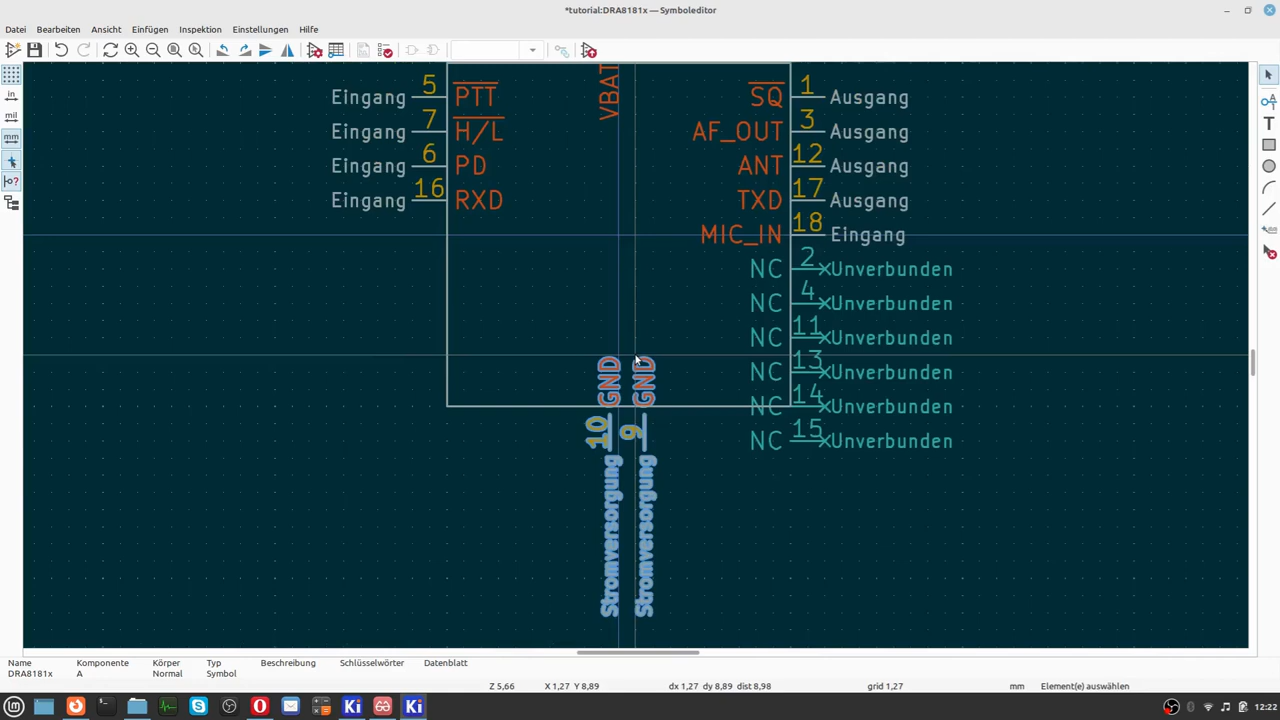 *tutorial:DRA8181x — Symboleditor
Datei Bearbeiten Ansicht Einfügen Inspektion Einstellungen Hilfe
in
mil
mm
VBAT
Eingang 5 PTT
SQ 1 Ausgang
Eingang 7 H/L
AF_OUT 3 Ausgang
Eingang 6 PD
ANT 12 Ausgang
Eingang 16 RXD
TXD 17 Ausgang
MIC_IN 18 Eingang
NC 2 Unverbunden
NC 4 Unverbunden
NC 11 Unverbunden
NC 13 Unverbunden
NC 14 Unverbunden
NC 15 Unverbunden
GND 10 Stromversorgung
GND 9 Stromversorgung
Name Komponente Körper Typ Beschreibung Schlüsselwörter Datenblatt
DRA8181x A Normal Symbol
Z 5,66 X 1,27 Y 8,89 dx 1,27 dy 8,89 dist 8,98 grid 1,27 mm Element(e) auswählen
Ki Ki 12:22